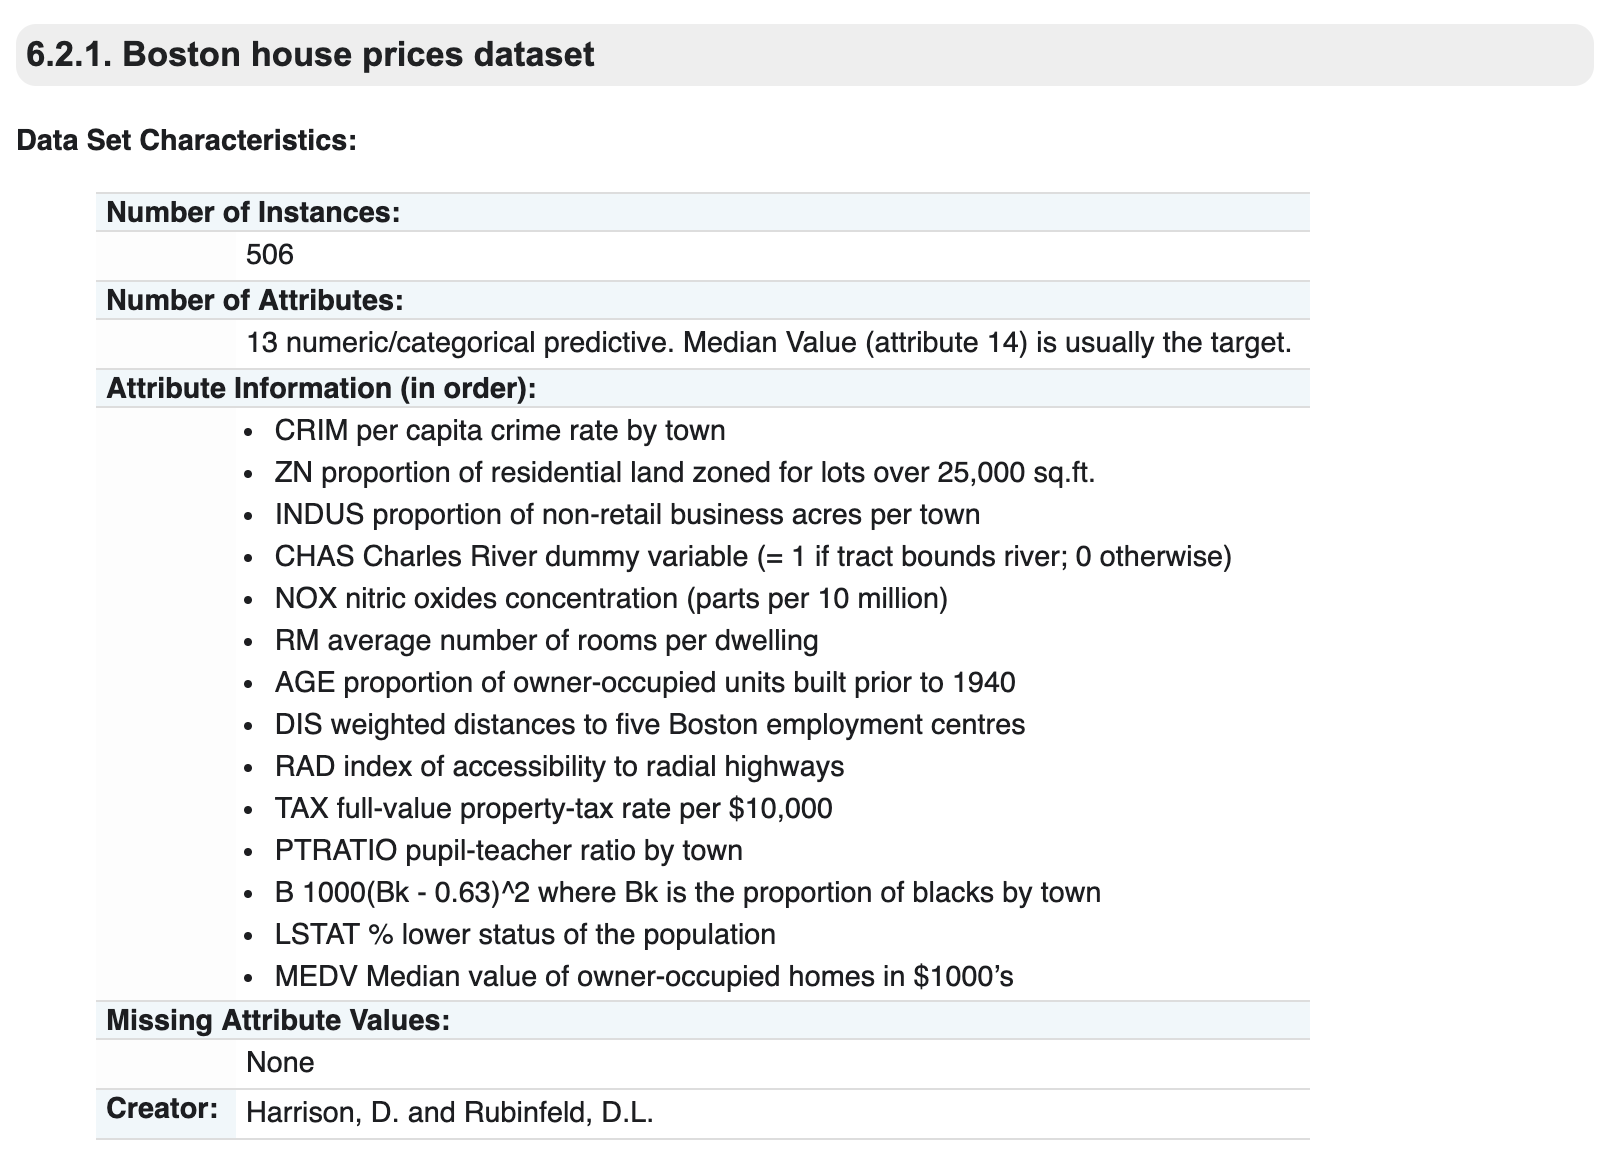 6.2.1. Boston house prices dataset
Data Set Characteristics:
Number of Instances:
506
Number of Attributes:
13 numeric/categorical predictive. Median Value (attribute 14) is usually the target.
Attribute Information (in order):
• CRIM per capita crime rate by town
• ZN proportion of residential land zoned for lots over 25,000 sq.ft.
• INDUS proportion of non-retail business acres per town
• CHAS Charles River dummy variable (= 1 if tract bounds river; 0 otherwise)
• NOX nitric oxides concentration (parts per 10 million)
• RM average number of rooms per dwelling
• AGE proportion of owner-occupied units built prior to 1940
• DIS weighted distances to five Boston employment centres
• RAD index of accessibility to radial highways
• TAX full-value property-tax rate per $10,000
• PTRATIO pupil-teacher ratio by town
• B 1000(Bk - 0.63)^2 where Bk is the proportion of blacks by town
• LSTAT % lower status of the population
• MEDV Median value of owner-occupied homes in $1000’s
Missing Attribute Values:
None
Creator: Harrison, D. and Rubinfeld, D.L.